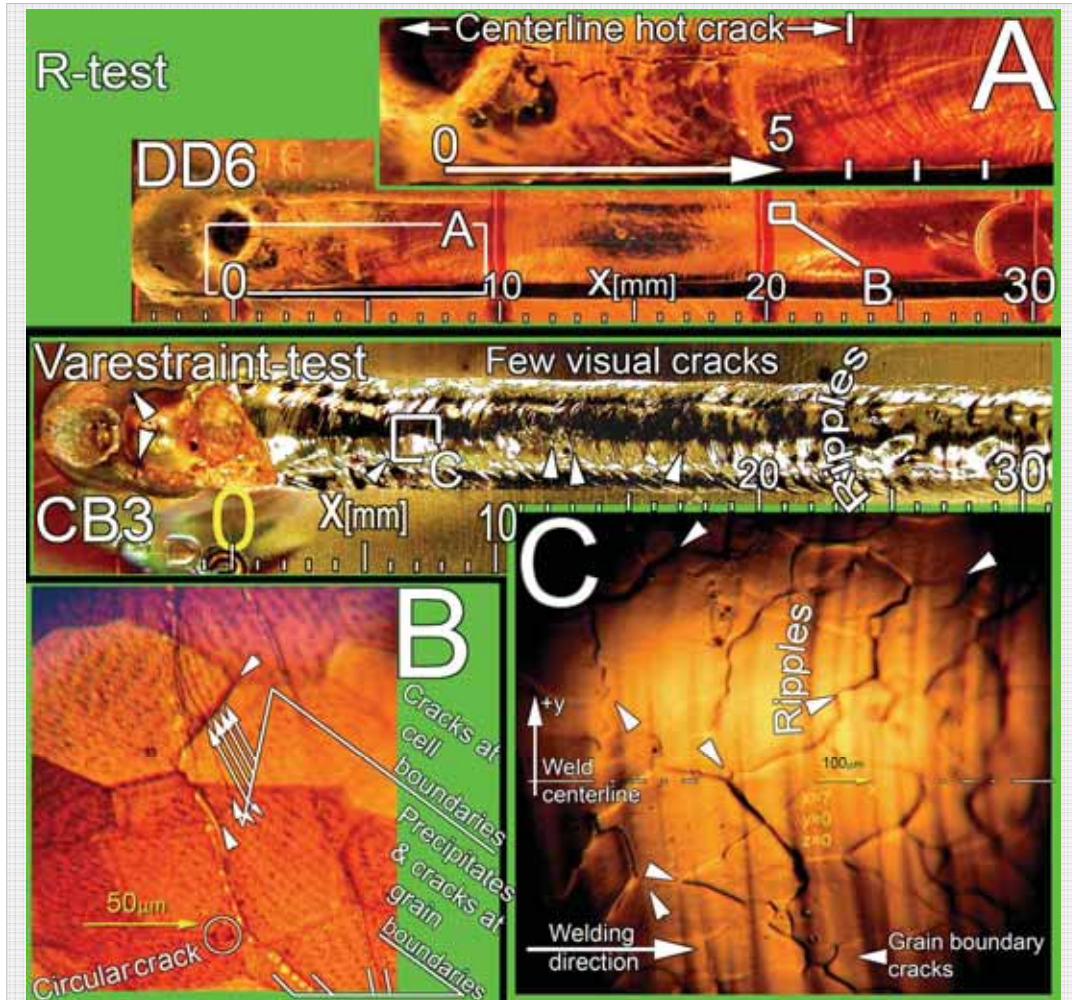 R-test
Centerline hot crack
A
0
5
DD6
A
0
10
X[mm]
20
B
30
Varestraint-test
Few visual cracks
Ripples
C
20
30
CB3
0
X[mm]
10
C
Ripples
+y
Weld
centerline
100µm
y=0
z=0
Welding
direction
Grain boundary
cracks
B
Cracks at
cell
boundaries
Precipitates
& cracks at
grain
boundaries
50µm
Circular crack